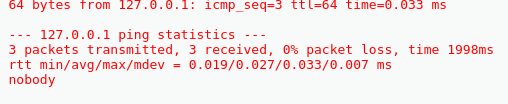 64 bytes from 127.0.0.1: icmp_seq=3 ttl=64 time=0.033 ms
--- 127.0.0.1 ping statistics ---
3 packets transmitted, 3 received, 0% packet loss, time 1998ms
rtt min/avg/max/mdev = 0.019/0.027/0.033/0.007 ms
nobody